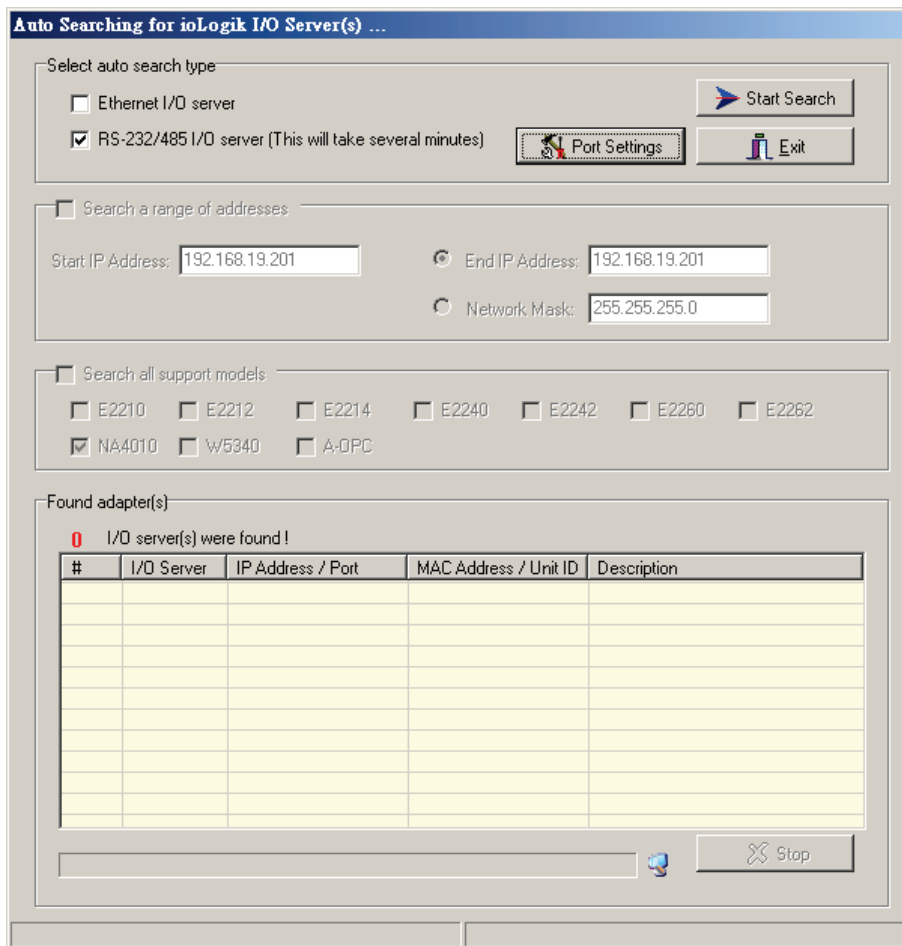 Auto Searching for ioLogik I/O Server(s) ...
Select auto search type
Ethernet I/O server
Start Search
RS-232/485 I/O server (This will take several minutes)
Port Settings
Exit
Search a range of addresses
Start IP Address: 192.168.19.201
End IP Address: 192.168.19.201
Network Mask: 255.255.255.0
Search all support models
E2210 E2212 E2214 E2240 E2242 E2260 E2262
NA4010 W5340 A-OPC
Found adapter(s)
0 I/O server(s) were found !
# I/O Server IP Address / Port MAC Address / Unit ID Description
Stop